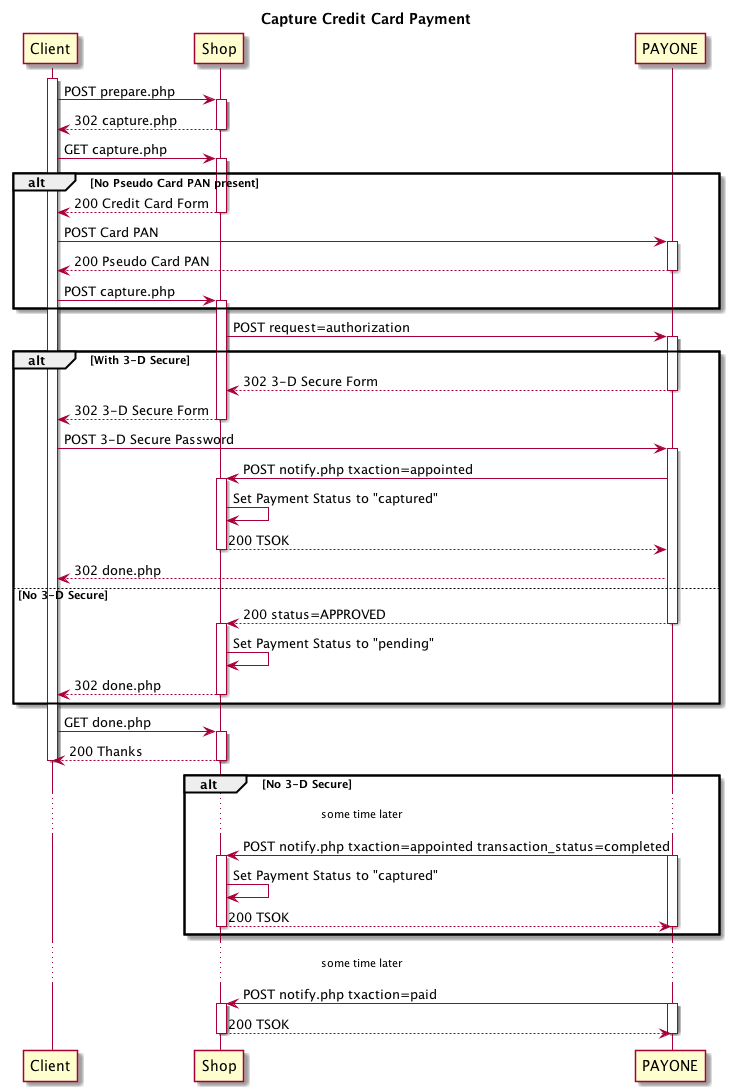 Capture Credit Card Payment
Client Shop PAYONE
POST prepare.php
302 capture.php
GET capture.php
alt [No Pseudo Card PAN present]
200 Credit Card Form
POST Card PAN
200 Pseudo Card PAN
POST capture.php
POST request=authorization
alt [With 3-D Secure]
302 3-D Secure Form
302 3-D Secure Form
POST 3-D Secure Password
POST notify.php txaction=appointed
Set Payment Status to "captured"
200 TSOK
302 done.php
[No 3-D Secure]
200 status=APPROVED
Set Payment Status to "pending"
302 done.php
GET done.php
200 Thanks
alt [No 3-D Secure]
some time later
POST notify.php txaction=appointed transaction_status=completed
Set Payment Status to "captured"
200 TSOK
some time later
POST notify.php txaction=paid
200 TSOK
Client Shop PAYONE